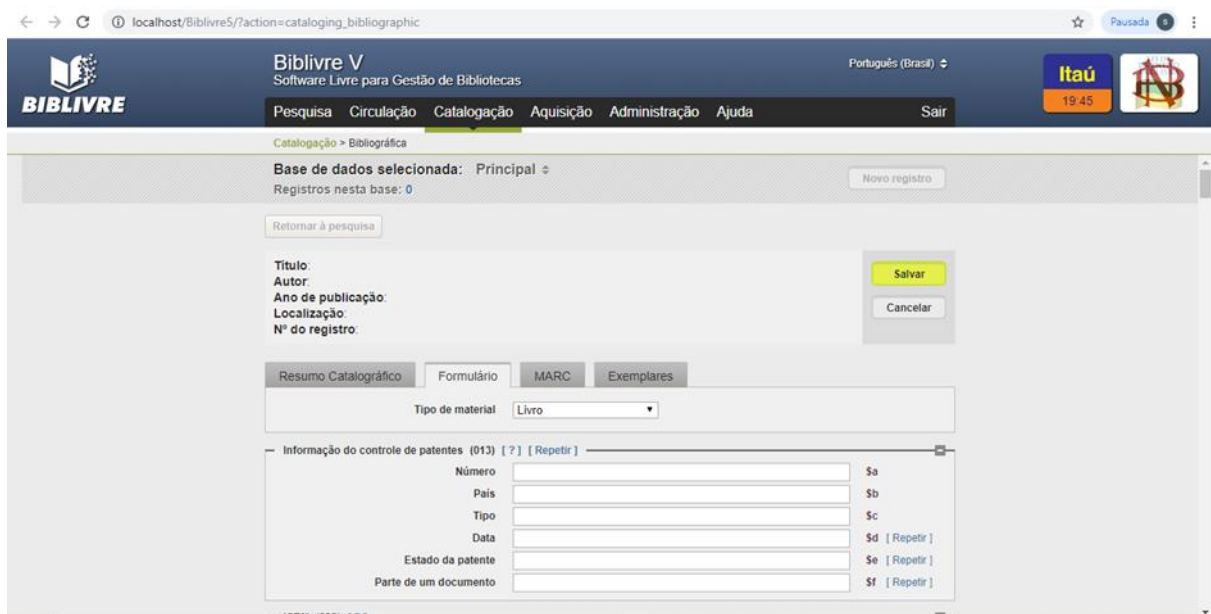 localhost/Biblivre5/?action=cataloging_bibliographic
Pausada
s
BIBLIVRE
Biblivre V
Software Livre para Gestão de Bibliotecas
Português (Brasil)
Itaú
19:45
Pesquisa Circulação Catalogação Aquisição Administração Ajuda Sair
Catalogação > Bibliográfica
Base de dados selecionada: Principal
Registros nesta base: 0
Novo registro
Retornar à pesquisa
Título:
Autor:
Ano de publicação:
Localização:
Nº do registro:
Salvar
Cancelar
Resumo Catalográfico Formulário MARC Exemplares
Tipo de material Livro
Informação do controle de patentes (013) [ ? ] [ Repetir ]
Número $a
País $b
Tipo $c
Data $d [ Repetir ]
Estado da patente $e [ Repetir ]
Parte de um documento $f [ Repetir ]